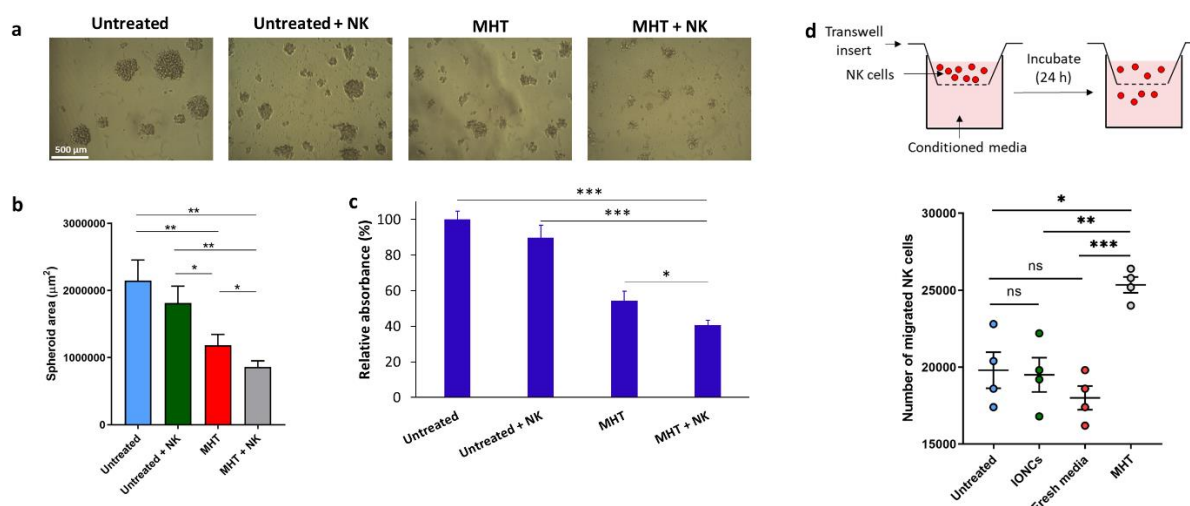 a
Untreated
Untreated + NK
MHT
MHT + NK
500 μm
b
**
**
**
*
*
3000000
2000000
1000000
0
Spheroid area (μm²)
Untreated
Untreated + NK
MHT
MHT + NK
c
***
***
*
100
80
60
40
20
0
Relative absorbance (%)
Untreated
Untreated + NK
MHT
MHT + NK
d
Transwell
insert
NK cells
Incubate
(24 h)
Conditioned media
*
**
***
ns
ns
30000
25000
20000
15000
Number of migrated NK cells
Untreated
IONCs
Fresh media
MHT